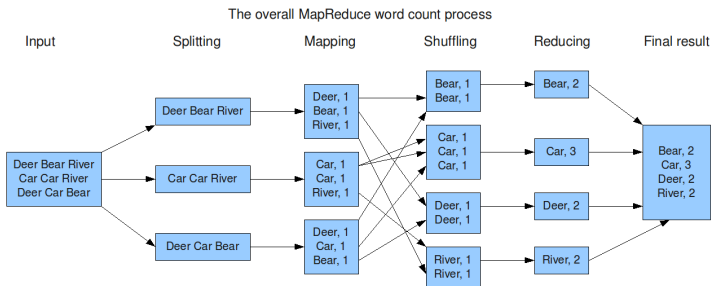 The overall MapReduce word count process
Input
Splitting
Mapping
Shuffling
Reducing
Final result
Deer Bear River
Car Car River
Deer Car Bear
Deer Bear River
Car Car River
Deer Car Bear
Deer, 1
Bear, 1
River, 1
Car, 1
Car, 1
River, 1
Deer, 1
Car, 1
Bear, 1
Bear, 1
Bear, 1
Car, 1
Car, 1
Car, 1
Deer, 1
Deer, 1
River, 1
River, 1
Bear, 2
Car, 3
Deer, 2
River, 2
Bear, 2
Car, 3
Deer, 2
River, 2